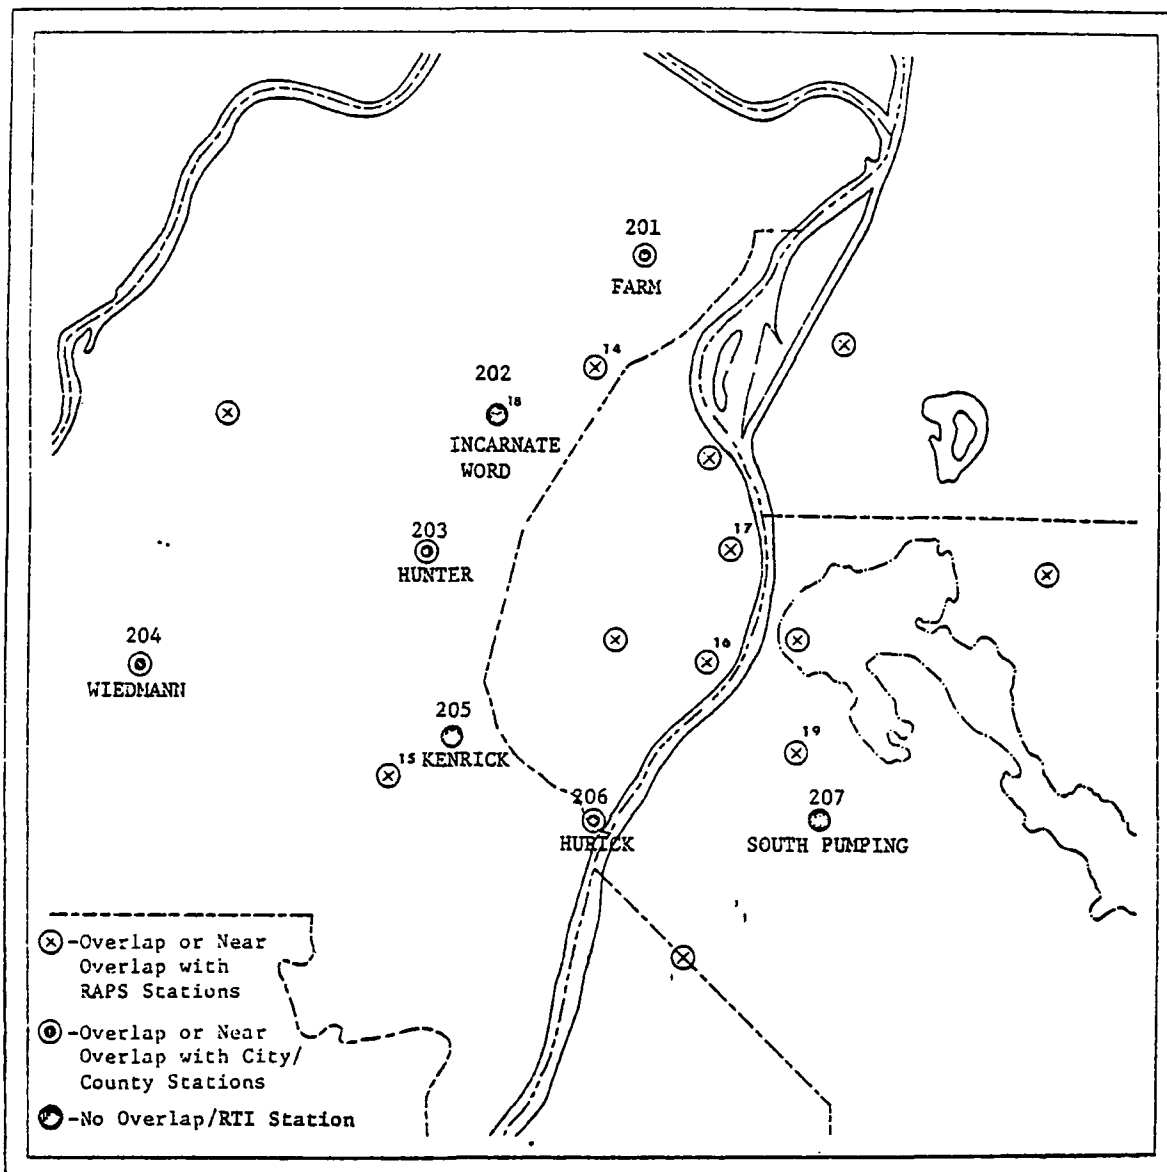 201
FARM
14
202
18
INCARNATE
WORD
203
HUNTER
17
204
WIEDMANN
16
205
KENRICK
15
19
206
HURICK
207
SOUTH PUMPING
-Overlap or Near
Overlap with
RAPS Stations
-Overlap or Near
Overlap with City/
County Stations
-No Overlap/RTI Station